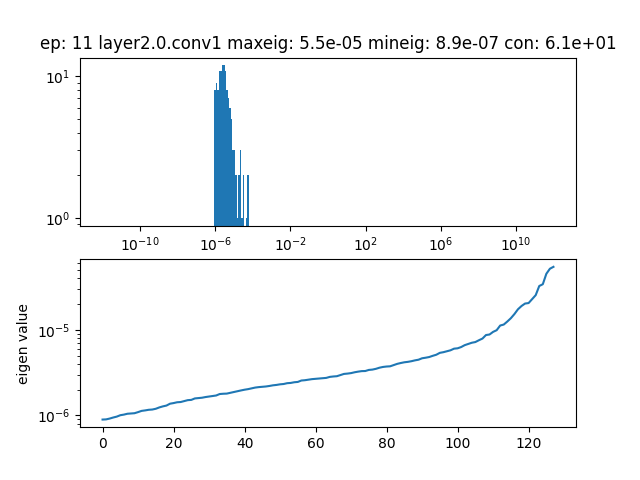 ep: 11 layer2.0.conv1 maxeig: 5.5e-05 mineig: 8.9e-07 con: 6.1e+01
10¹
10⁰
10⁻¹⁰ 10⁻⁶ 10⁻² 10² 10⁶ 10¹⁰
eigen value
10⁻⁵
10⁻⁶
0 20 40 60 80 100 120